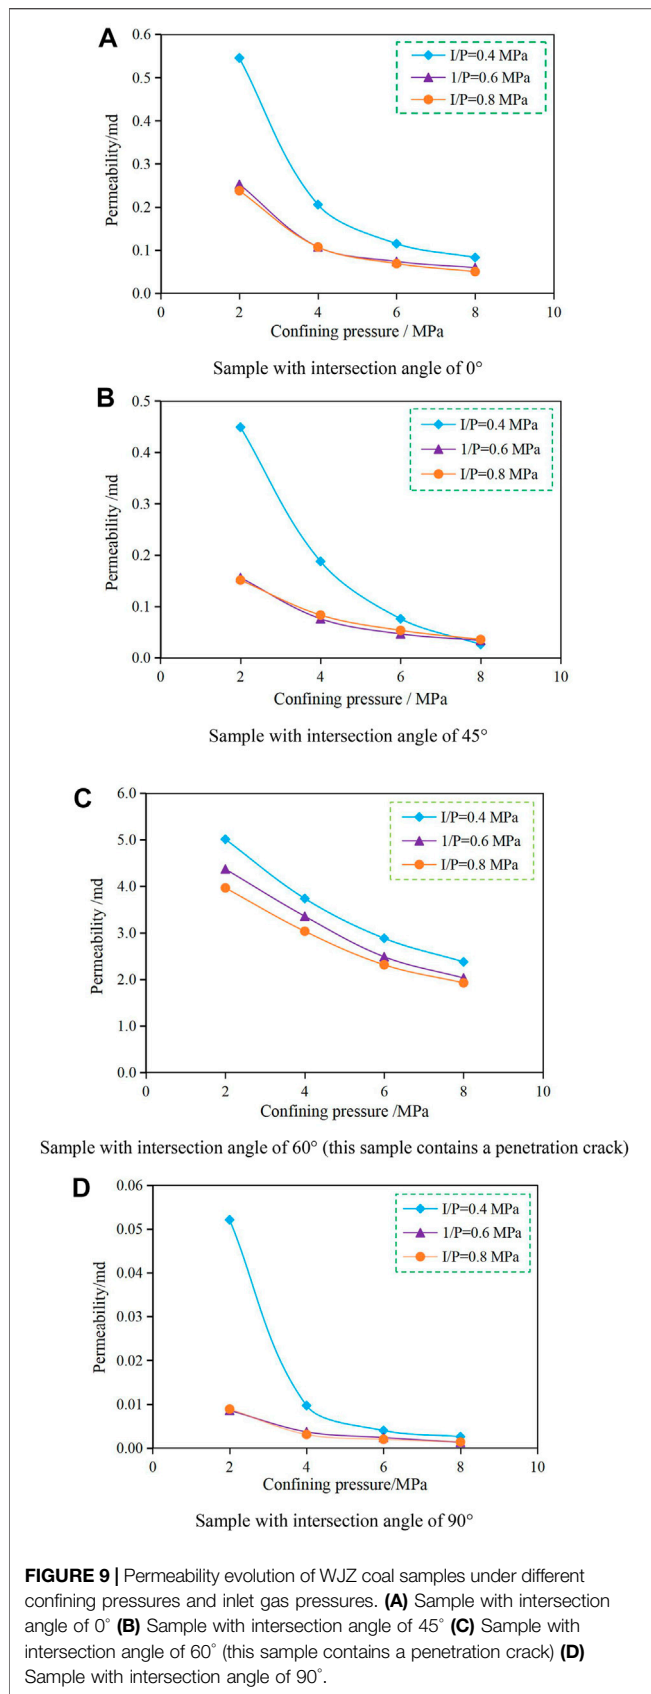 A
0.6
0.5
0.4
0.3
0.2
0.1
0.0
Permeability/md
I/P=0.4 MPa
1/P=0.6 MPa
I/P=0.8 MPa
0 2 4 6 8 10
Confining pressure / MPa
Sample with intersection angle of 0°
B
0.5
0.4
0.3
0.2
0.1
0.0
Permeability /md
I/P=0.4 MPa
1/P=0.6 MPa
I/P=0.8 MPa
0 2 4 6 8 10
Confining pressure / MPa
Sample with intersection angle of 45°
C
6.0
5.0
4.0
3.0
2.0
1.0
0.0
Permeability /md
I/P=0.4 MPa
1/P=0.6 MPa
I/P=0.8 MPa
0 2 4 6 8 10
Confining pressure /MPa
Sample with intersection angle of 60° (this sample contains a penetration crack)
D
0.06
0.05
0.04
0.03
0.02
0.01
0.00
Permeability/md
I/P=0.4 MPa
1/P=0.6 MPa
I/P=0.8 MPa
0 2 4 6 8 10
Confining pressure/MPa
Sample with intersection angle of 90°
FIGURE 9 | Permeability evolution of WJZ coal samples under different
confining pressures and inlet gas pressures. (A) Sample with intersection
angle of 0° (B) Sample with intersection angle of 45° (C) Sample with
intersection angle of 60° (this sample contains a penetration crack) (D)
Sample with intersection angle of 90°.